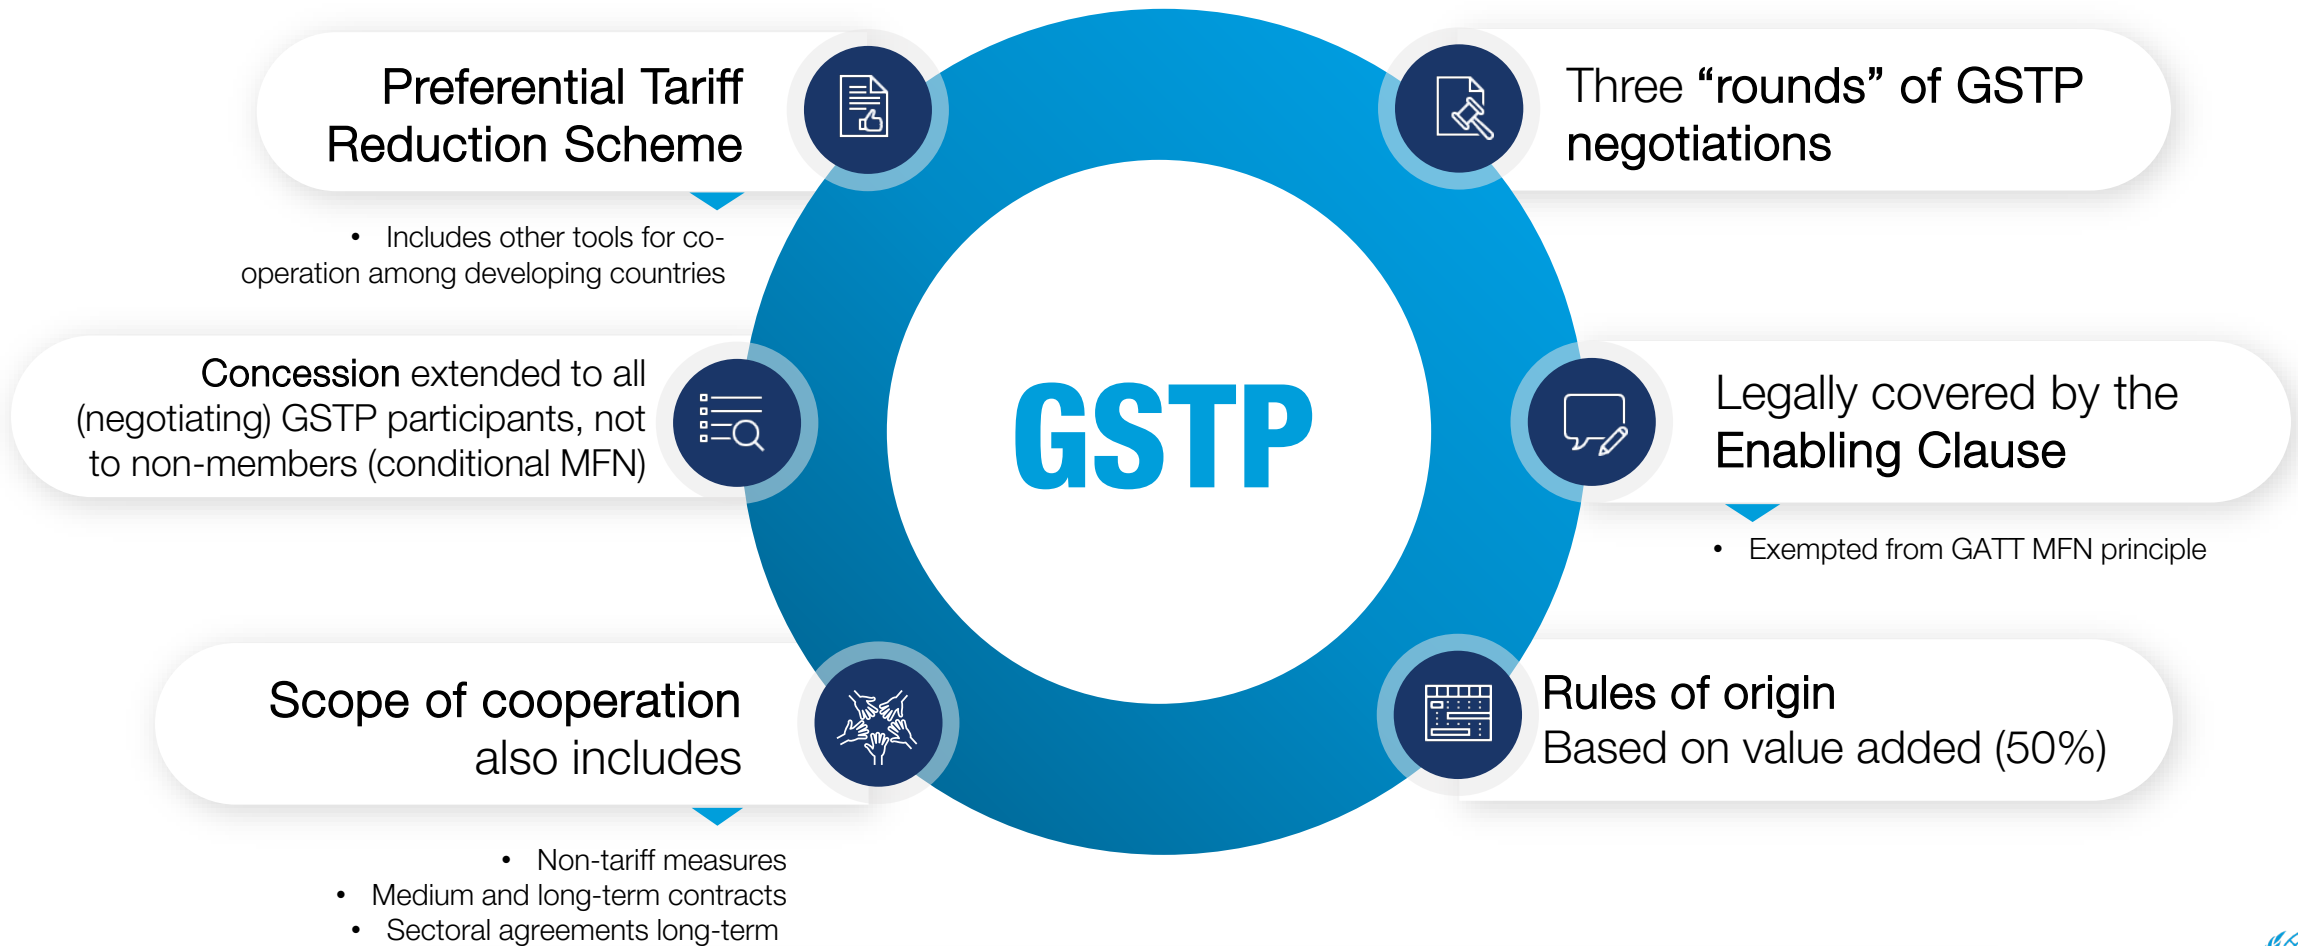 Preferential Tariff
Reduction Scheme
• Includes other tools for co-
operation among developing countries
Concession extended to all
(negotiating) GSTP participants, not
to non-members (conditional MFN)
Scope of cooperation
also includes
• Non-tariff measures
• Medium and long-term contracts
• Sectoral agreements long-term
GSTP
Three “rounds” of GSTP
negotiations
Legally covered by the
Enabling Clause
• Exempted from GATT MFN principle
Rules of origin
Based on value added (50%)